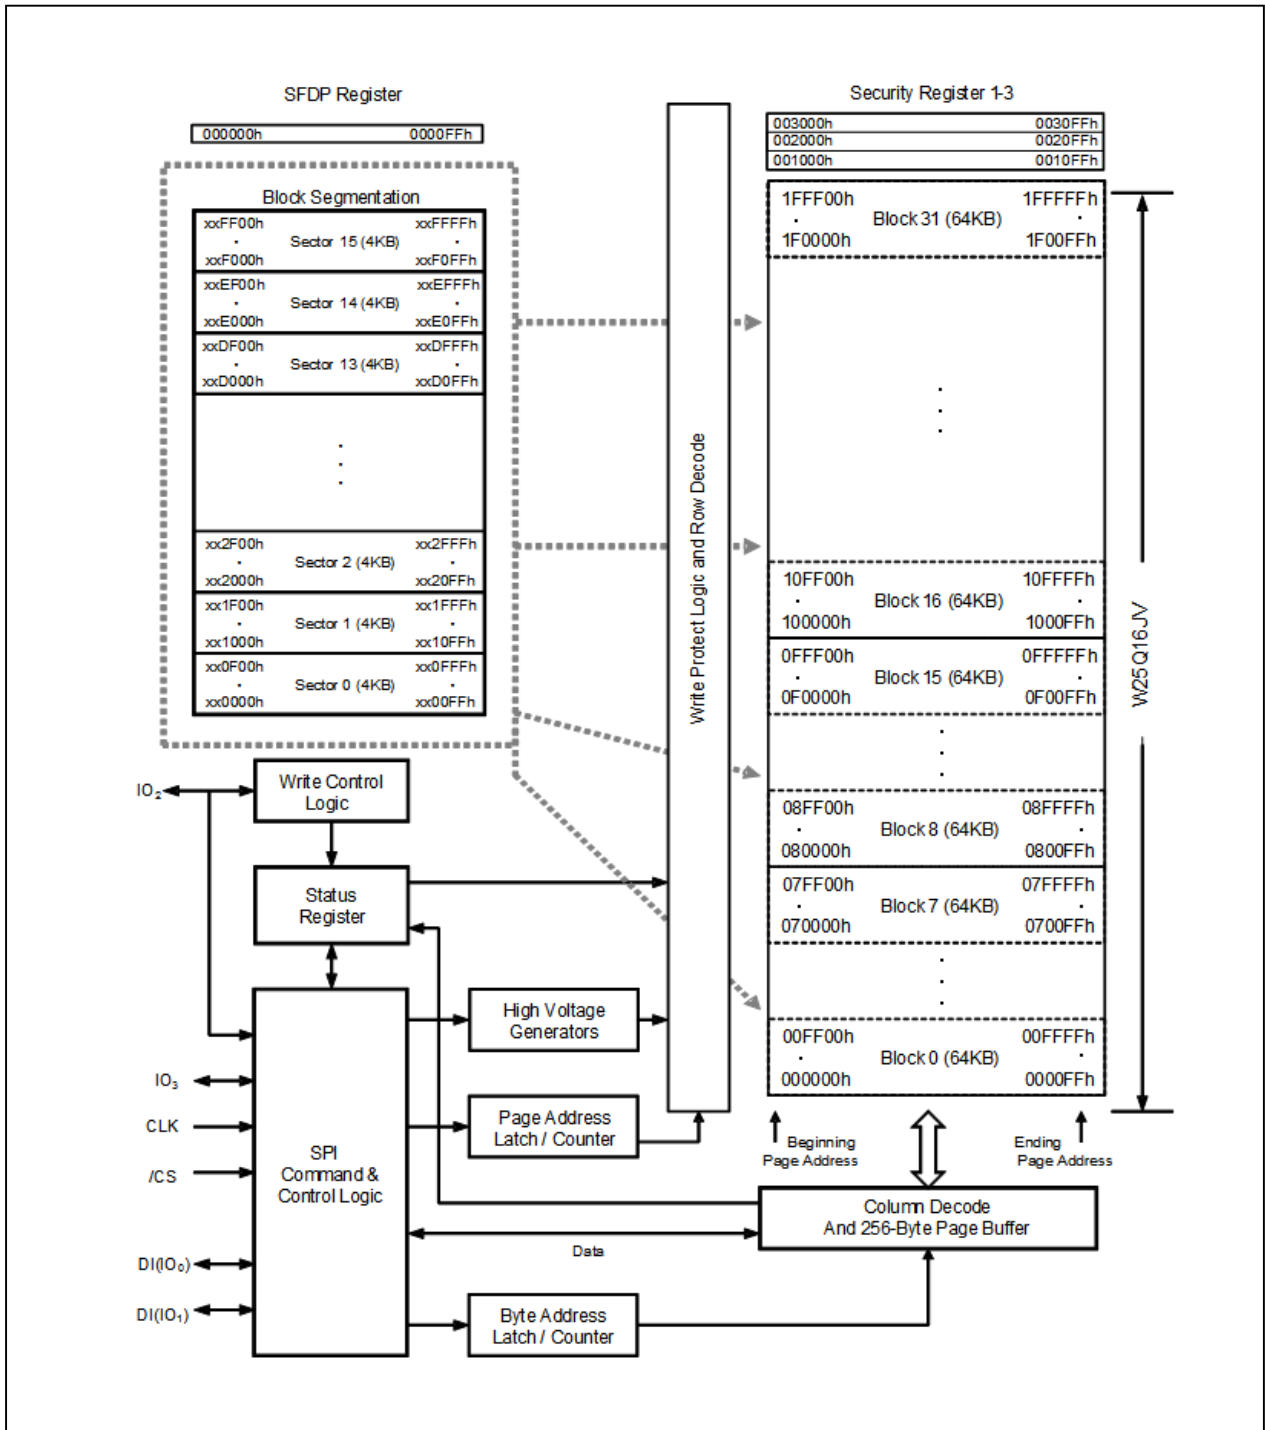 SFDP Register
000000h 0000FFh
Block Segmentation
xxFF00h xxFFFFh
Sector 15 (4KB)
xxF000h xxF0FFh
xxEF00h xxEFFFh
Sector 14 (4KB)
xxE000h xxE0FFh
xxDF00h xxDFFFh
Sector 13 (4KB)
xxD000h xxD0FFh
xx2F00h xx2FFFh
Sector 2 (4KB)
xx2000h xx20FFh
xx1F00h xx1FFFh
Sector 1 (4KB)
xx1000h xx10FFh
xx0F00h xx0FFFh
Sector 0 (4KB)
xx0000h xx00FFh
Write Protect Logic and Row Decode
Security Register 1-3
003000h 0030FFh
002000h 0020FFh
001000h 0010FFh
1FFF00h 1FFFFFh
Block 31 (64KB)
1F0000h 1F00FFh
10FF00h 10FFFFh
Block 16 (64KB)
100000h 1000FFh
0FFF00h 0FFFFFh
Block 15 (64KB)
0F0000h 0F00FFh
08FF00h 08FFFFh
Block 8 (64KB)
080000h 0800FFh
07FF00h 07FFFFh
Block 7 (64KB)
070000h 0700FFh
00FF00h 00FFFFh
Block 0 (64KB)
000000h 0000FFh
W25Q16JV
Beginning
Page Address
Ending
Page Address
IO2
Write Control
Logic
Status
Register
High Voltage
Generators
IO3
CLK
/CS
DI(IO0)
DI(IO1)
SPI
Command &
Control Logic
Page Address
Latch / Counter
Column Decode
And 256-Byte Page Buffer
Data
Byte Address
Latch / Counter